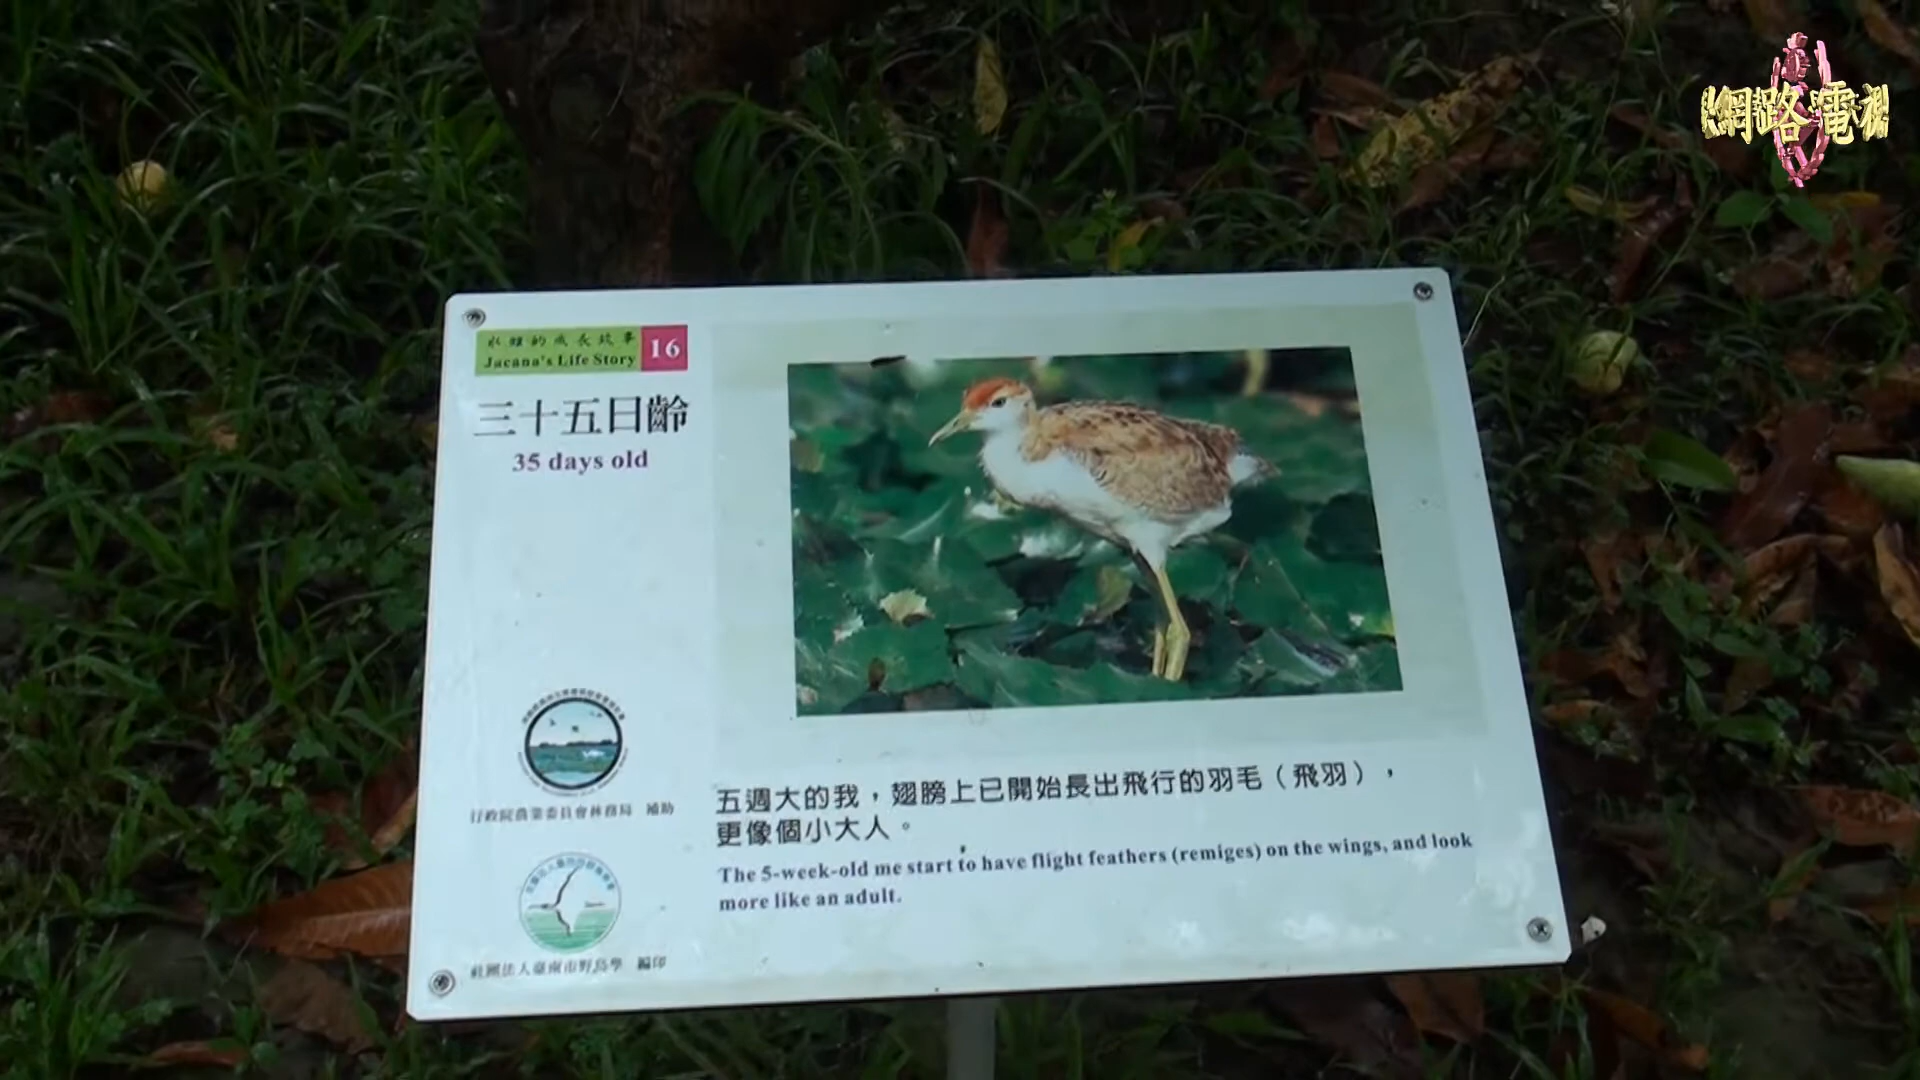 網路電視
水雉的成長故事
Jacana's Life Story
16
三十五日齡
35 days old
行政院農業委員會林務局 補助
社團法人臺南市野鳥學 編印
五週大的我，翅膀上已開始長出飛行的羽毛（飛羽），
更像個小大人。
The 5-week-old me start to have flight feathers (remiges) on the wings, and look
more like an adult.